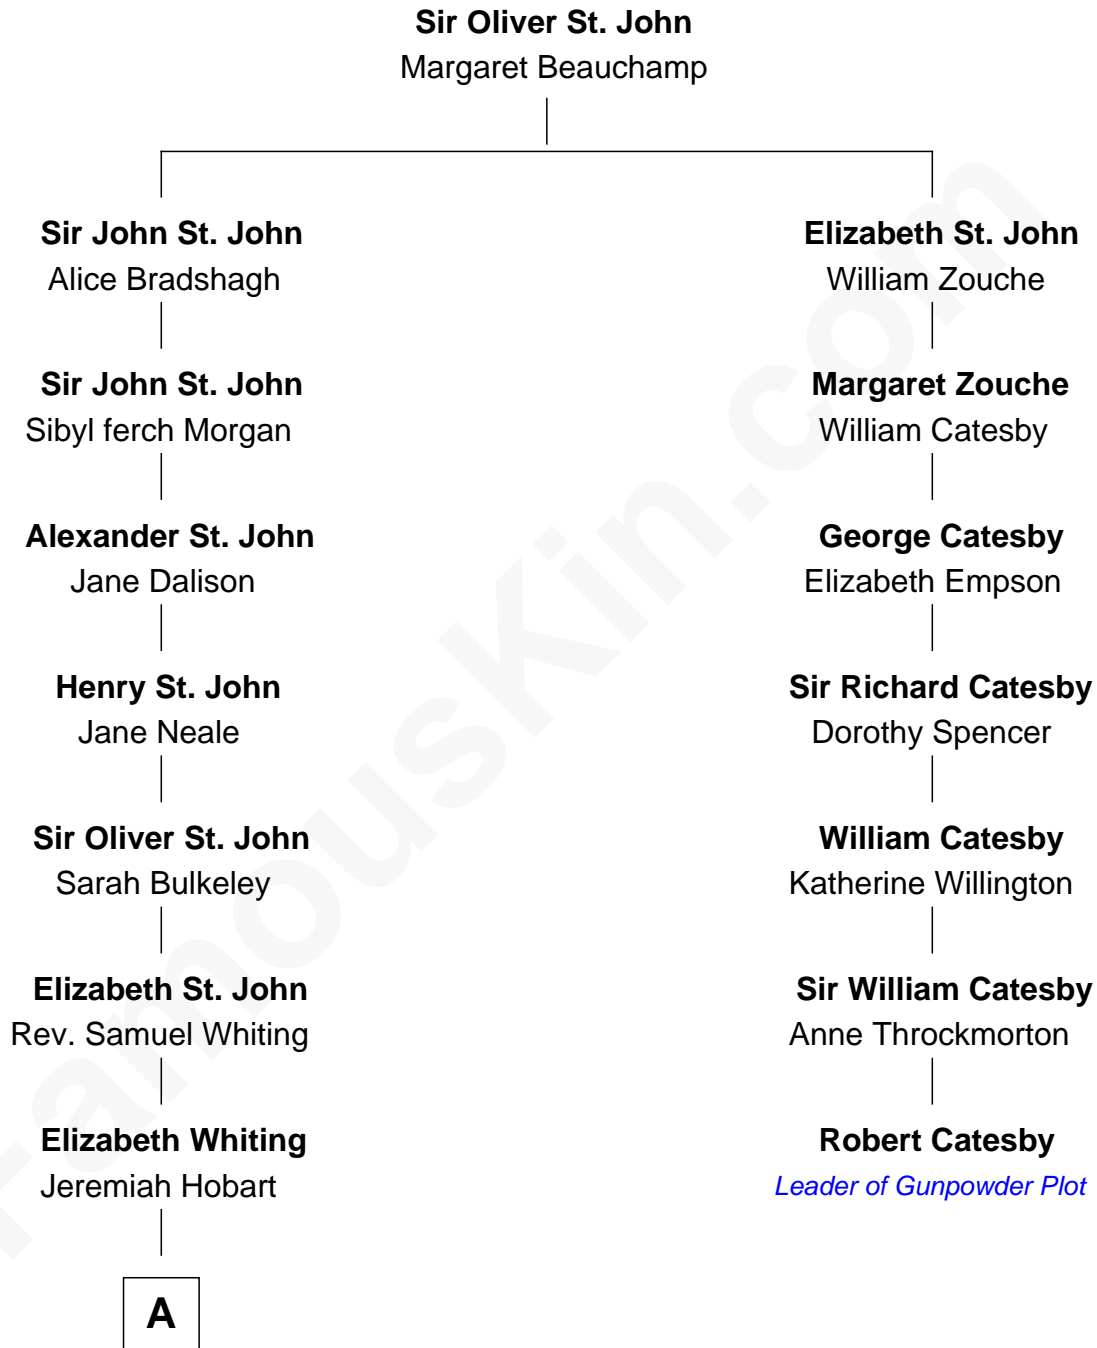 Sir Oliver St. John
Margaret Beauchamp
Sir John St. John
Alice Bradshagh
Elizabeth St. John
William Zouche
Sir John St. John
Sibyl ferch Morgan
Margaret Zouche
William Catesby
Alexander St. John
Jane Dalison
George Catesby
Elizabeth Empson
Henry St. John
Jane Neale
Sir Richard Catesby
Dorothy Spencer
Sir Oliver St. John
Sarah Bulkeley
William Catesby
Katherine Willington
Elizabeth St. John
Rev. Samuel Whiting
Sir William Catesby
Anne Throckmorton
Elizabeth Whiting
Jeremiah Hobart
Robert Catesby
Leader of Gunpowder Plot
A
FamousKin.com